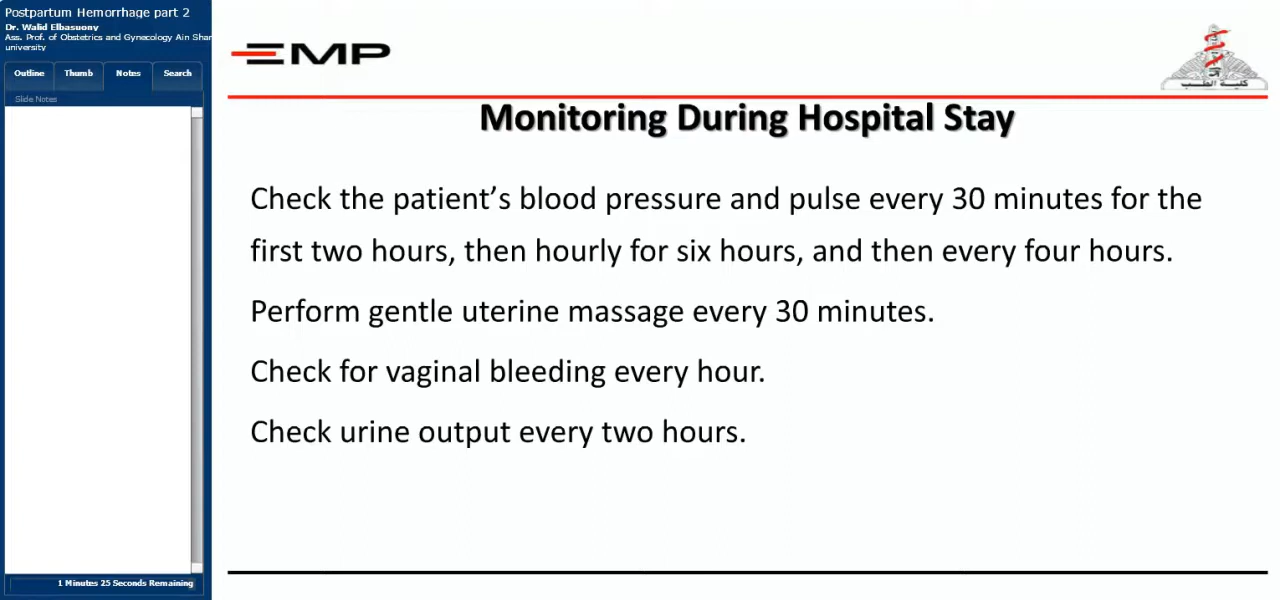 Postpartum Hemorrhage part 2
Dr. Walid Elbasuony
Ass. Prof. of Obstetrics and Gynecology Ain Shar
university
Outline
Thumb
Notes
Search
Slide Notes
EMP
كلية الطب
Monitoring During Hospital Stay
Check the patient’s blood pressure and pulse every 30 minutes for the
first two hours, then hourly for six hours, and then every four hours.
Perform gentle uterine massage every 30 minutes.
Check for vaginal bleeding every hour.
Check urine output every two hours.
1 Minutes 25 Seconds Remaining